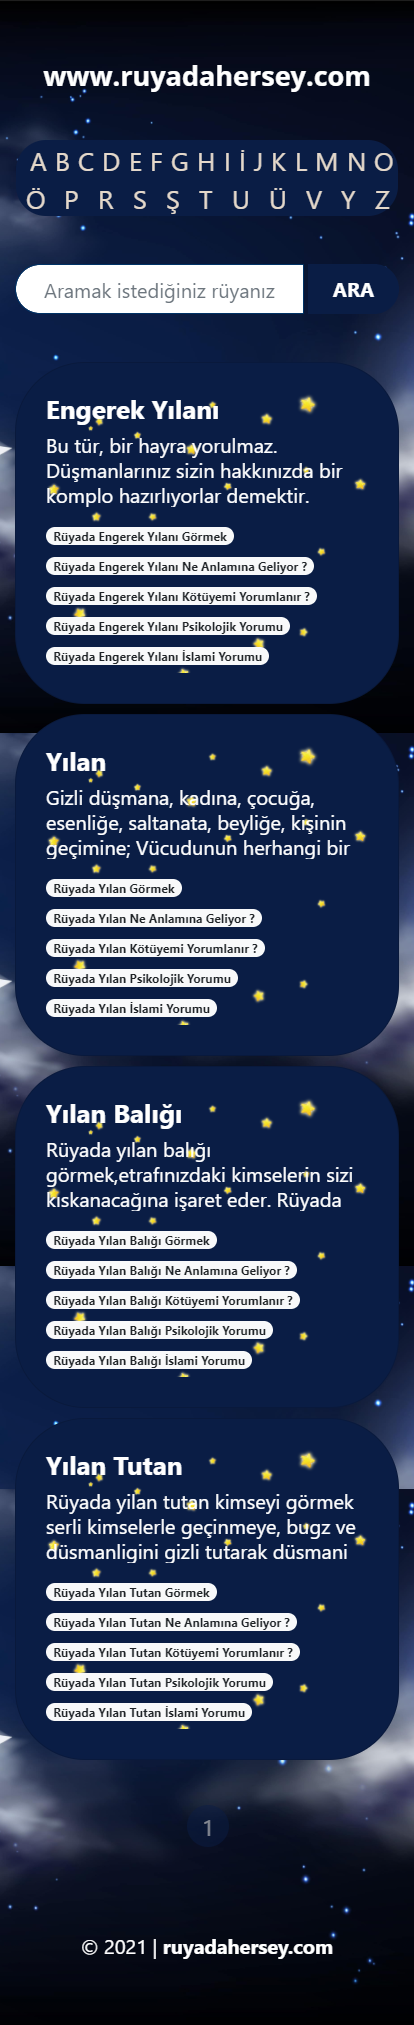 www.ruyadahersey.com
A B C D E F G H I İ J K L M N O
Ö P R S Ş T U Ü V Y Z
Aramak istediğiniz rüyanız
ARA
Engerek Yılanı
Bu tür, bir hayra yorulmaz.
Düşmanlarınız sizin hakkınızda bir
komplo hazırlıyorlar demektir.
Rüyada Engerek Yılanı Görmek
Rüyada Engerek Yılanı Ne Anlamına Geliyor ?
Rüyada Engerek Yılanı Kötüyemi Yorumlanır ?
Rüyada Engerek Yılanı Psikolojik Yorumu
Rüyada Engerek Yılanı İslami Yorumu
Yılan
Gizli düşmana, kadına, çocuğa,
esenliğe, saltanata, beyliğe, kişinin
geçimine; Vücudunun herhangi bir
Rüyada Yılan Görmek
Rüyada Yılan Ne Anlamına Geliyor ?
Rüyada Yılan Kötüyemi Yorumlanır ?
Rüyada Yılan Psikolojik Yorumu
Rüyada Yılan İslami Yorumu
Yılan Balığı
Rüyada yılan balığı
görmek,etrafınızdaki kimselerin sizi
kıskanacağına işaret eder. Rüyada
Rüyada Yılan Balığı Görmek
Rüyada Yılan Balığı Ne Anlamına Geliyor ?
Rüyada Yılan Balığı Kötüyemi Yorumlanır ?
Rüyada Yılan Balığı Psikolojik Yorumu
Rüyada Yılan Balığı İslami Yorumu
Yılan Tutan
Rüyada yilan tutan kimseyi görmek
serli kimselerle geçinmeye, bugz ve
düsmanligini gizli tutarak düsmani
Rüyada Yılan Tutan Görmek
Rüyada Yılan Tutan Ne Anlamına Geliyor ?
Rüyada Yılan Tutan Kötüyemi Yorumlanır ?
Rüyada Yılan Tutan Psikolojik Yorumu
Rüyada Yılan Tutan İslami Yorumu
1
© 2021 | ruyadahersey.com